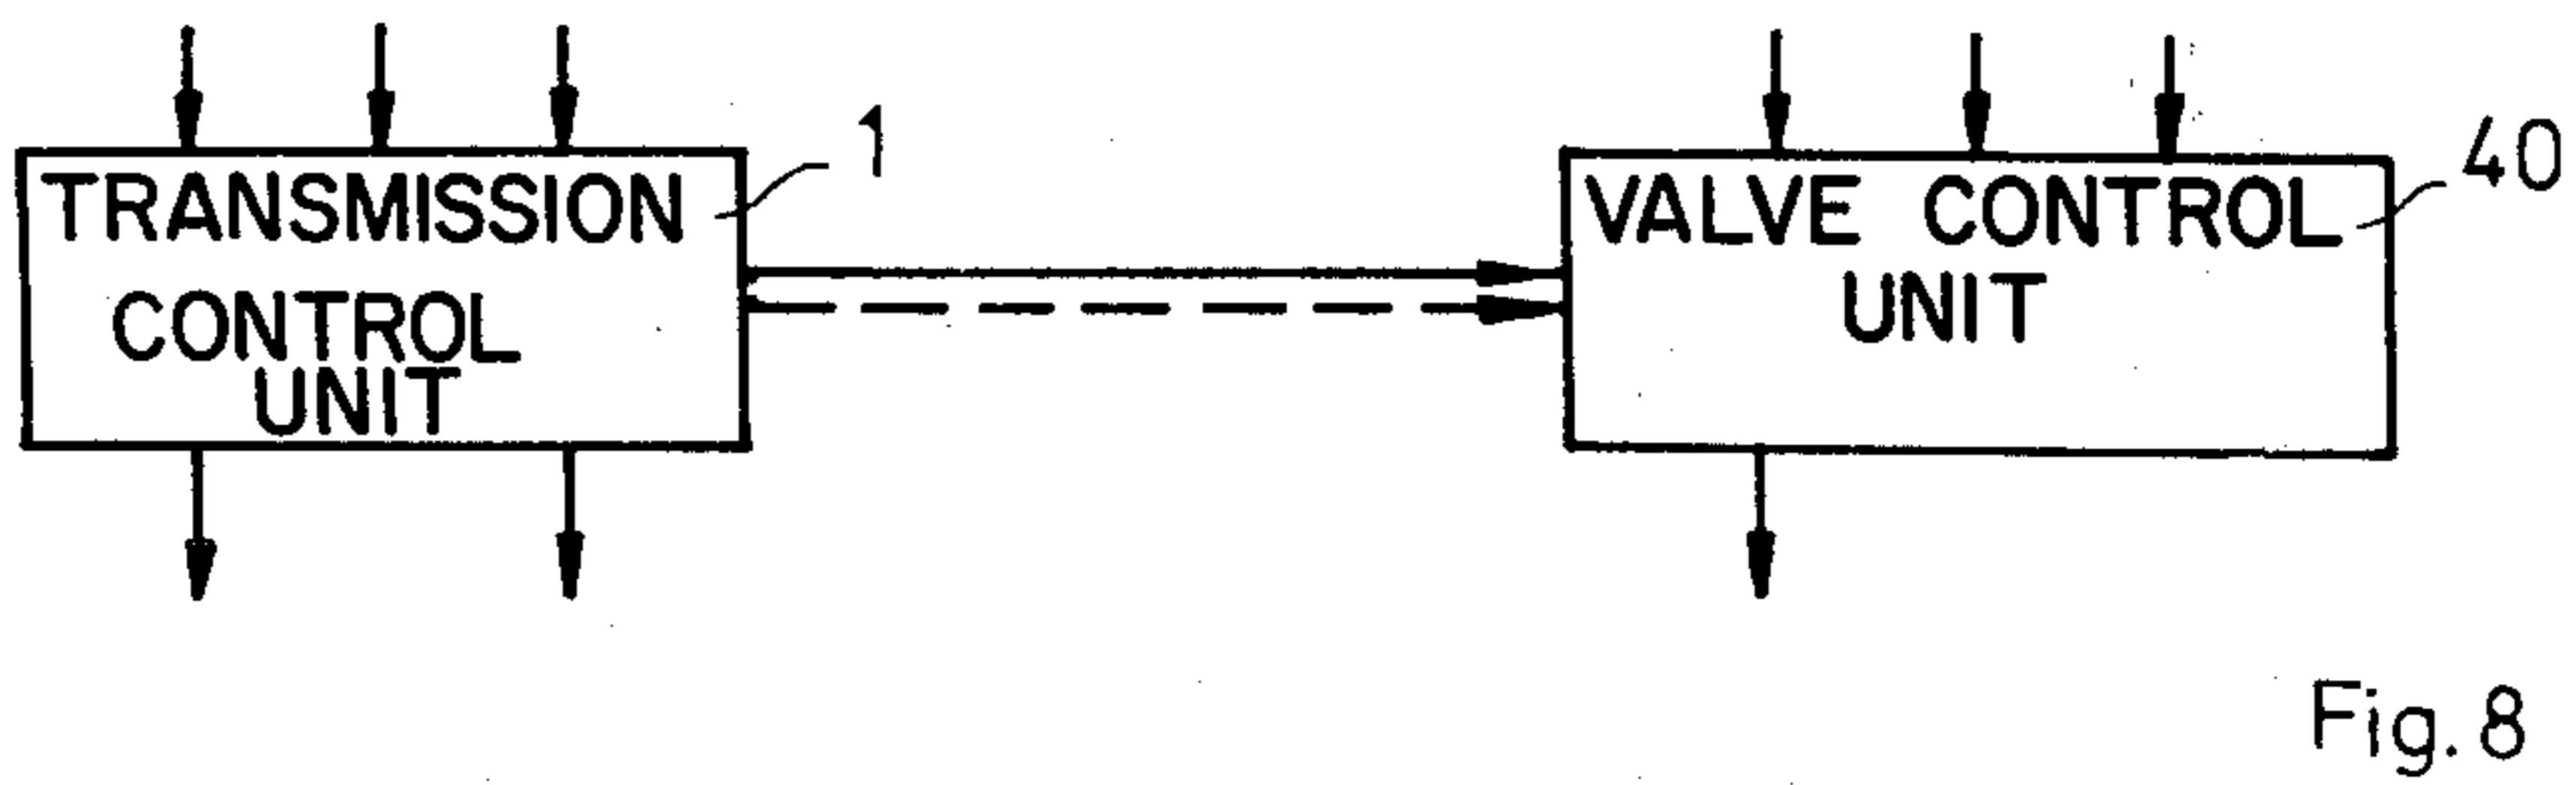 TRANSMISSION
CONTROL
UNIT
1
VALVE CONTROL
UNIT
40
Fig. 8